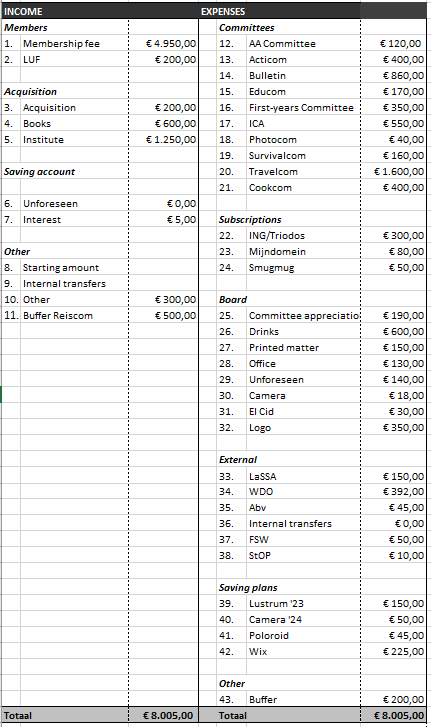 INCOME EXPENSES
Members Committees
1. Membership fee € 4.950,00 12. AA Committee € 120,00
2. LUF € 200,00 13. Acticom € 400,00
14. Bulletin € 860,00
Acquisition 15. Educom € 170,00
3. Acquisition € 200,00 16. First-years Committee € 350,00
4. Books € 600,00 17. ICA € 550,00
5. Institute € 1.250,00 18. Photocom € 40,00
19. Survivalcom € 160,00
Saving account 20. Travelcom € 1.600,00
21. Cookcom € 400,00
6. Unforeseen € 0,00
7. Interest € 5,00 Subscriptions
22. ING/Triodos € 300,00
Other 23. Mijndomein € 80,00
8. Starting amount 24. Smugmug € 50,00
9. Internal transfers
10. Other € 300,00 Board
11. Buffer Reiscom € 500,00 25. Committee appreciatio € 190,00
26. Drinks € 600,00
27. Printed matter € 150,00
28. Office € 130,00
29. Unforeseen € 140,00
30. Camera € 18,00
31. El Cid € 30,00
32. Logo € 350,00
External
33. LaSSA € 150,00
34. WDO € 392,00
35. Abv € 45,00
36. Internal transfers € 0,00
37. FSW € 50,00
38. StOP € 10,00
Saving plans
39. Lustrum '23 € 150,00
40. Camera '24 € 50,00
41. Poloroid € 45,00
42. Wix € 225,00
Other
43. Buffer € 200,00
Totaal € 8.005,00 Totaal € 8.005,00